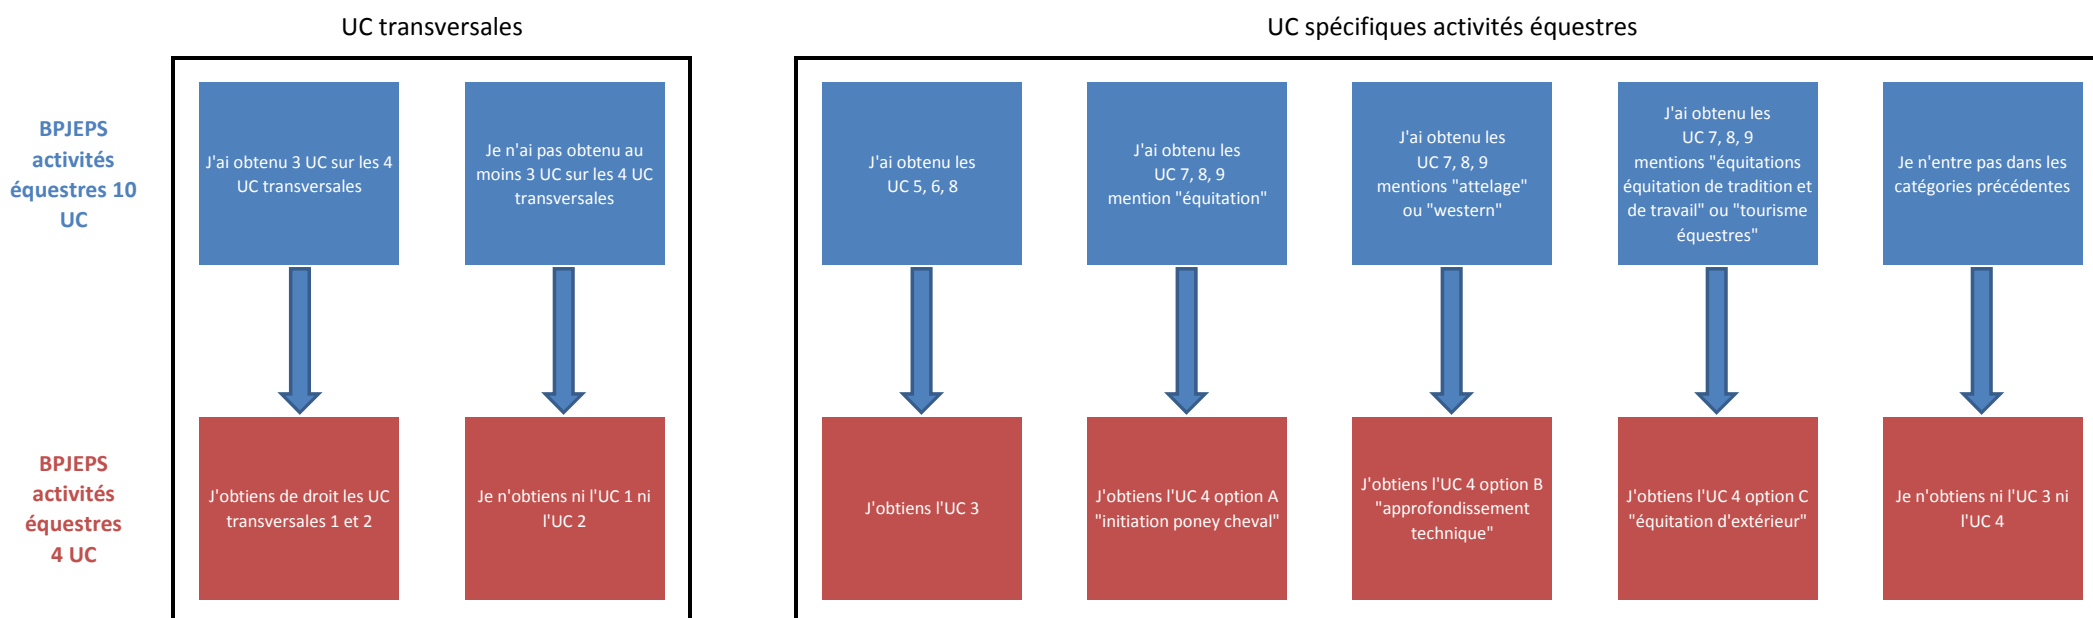 UC transversales
UC spécifiques activités équestres
BPJEPS
activités
équestres 10
UC
J'ai obtenu 3 UC sur les 4
UC transversales
Je n'ai pas obtenu au
moins 3 UC sur les 4 UC
transversales
J'ai obtenu les
UC 5, 6, 8
J'ai obtenu les
UC 7, 8, 9
mention "équitation"
J'ai obtenu les
UC 7, 8, 9
mentions "attelage"
ou "western"
J'ai obtenu les
UC 7, 8, 9
mentions "équitations
équitation de tradition et
de travail" ou "tourisme
équestres"
Je n'entre pas dans les
catégories précédentes
BPJEPS
activités
équestres
4 UC
J'obtiens de droit les UC
transversales 1 et 2
Je n'obtiens ni l'UC 1 ni
l'UC 2
J'obtiens l'UC 3
J'obtiens l'UC 4 option A
"initiation poney cheval"
J'obtiens l'UC 4 option B
"approfondissement
technique"
J'obtiens l'UC 4 option C
"équitation d'extérieur"
Je n'obtiens ni l'UC 3 ni
l'UC 4